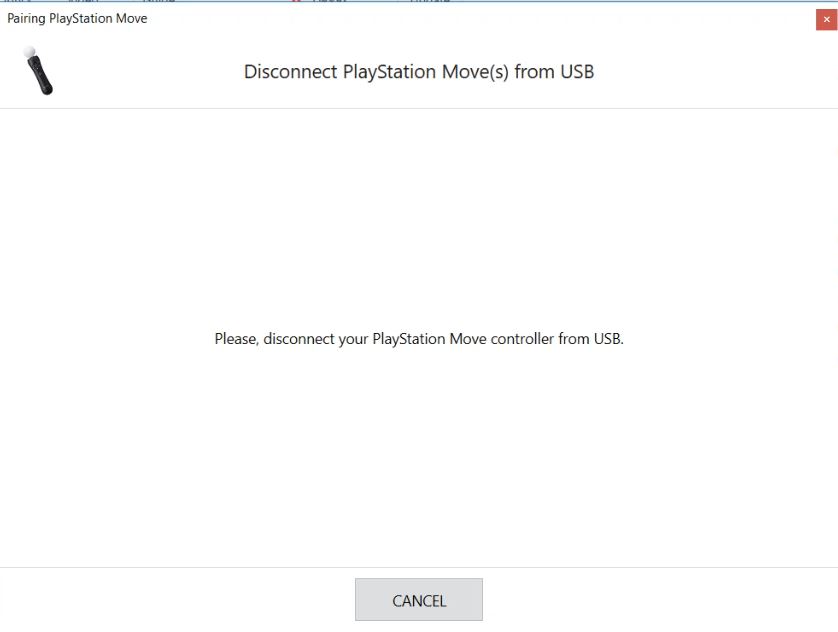 Pairing PlayStation Move
Disconnect PlayStation Move(s) from USB
Please, disconnect your PlayStation Move controller from USB.
CANCEL